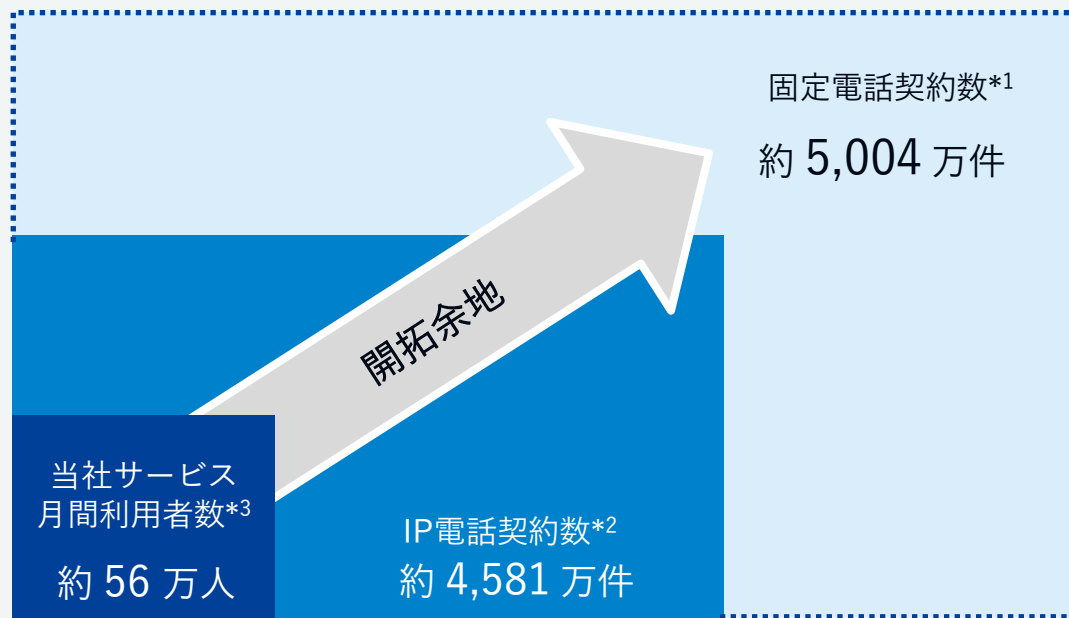 固定電話契約数*1
約 5,004 万件
開拓余地
当社サービス
月間利用者数*3
約 56 万人
IP電話契約数*2
約 4,581 万件